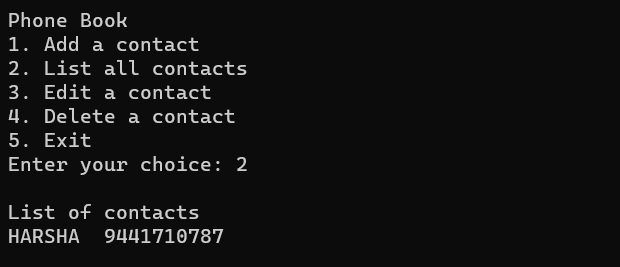 Phone Book
1. Add a contact
2. List all contacts
3. Edit a contact
4. Delete a contact
5. Exit
Enter your choice: 2
List of contacts
HARSHA  9441710787